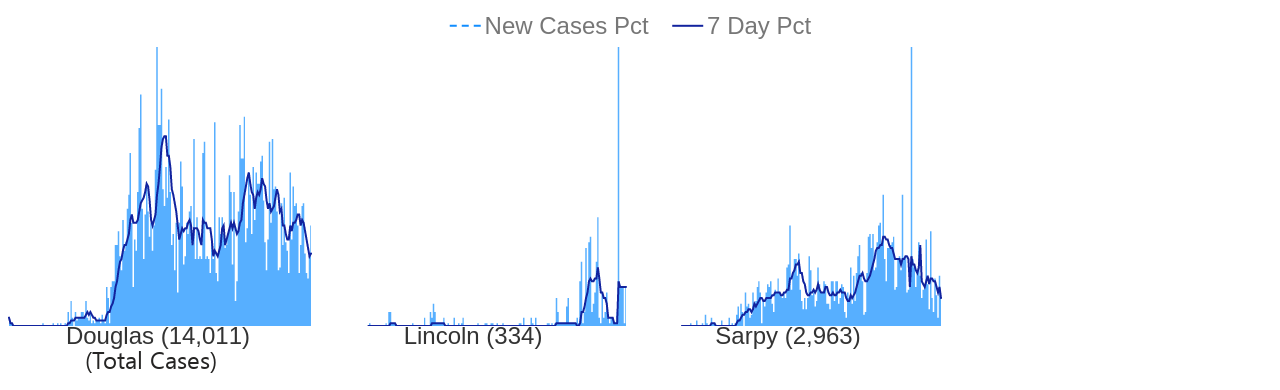 New Cases Pct 7 Day Pct
Douglas (14,011) Lincoln (334) Sarpy (2,963)
(Total Cases)